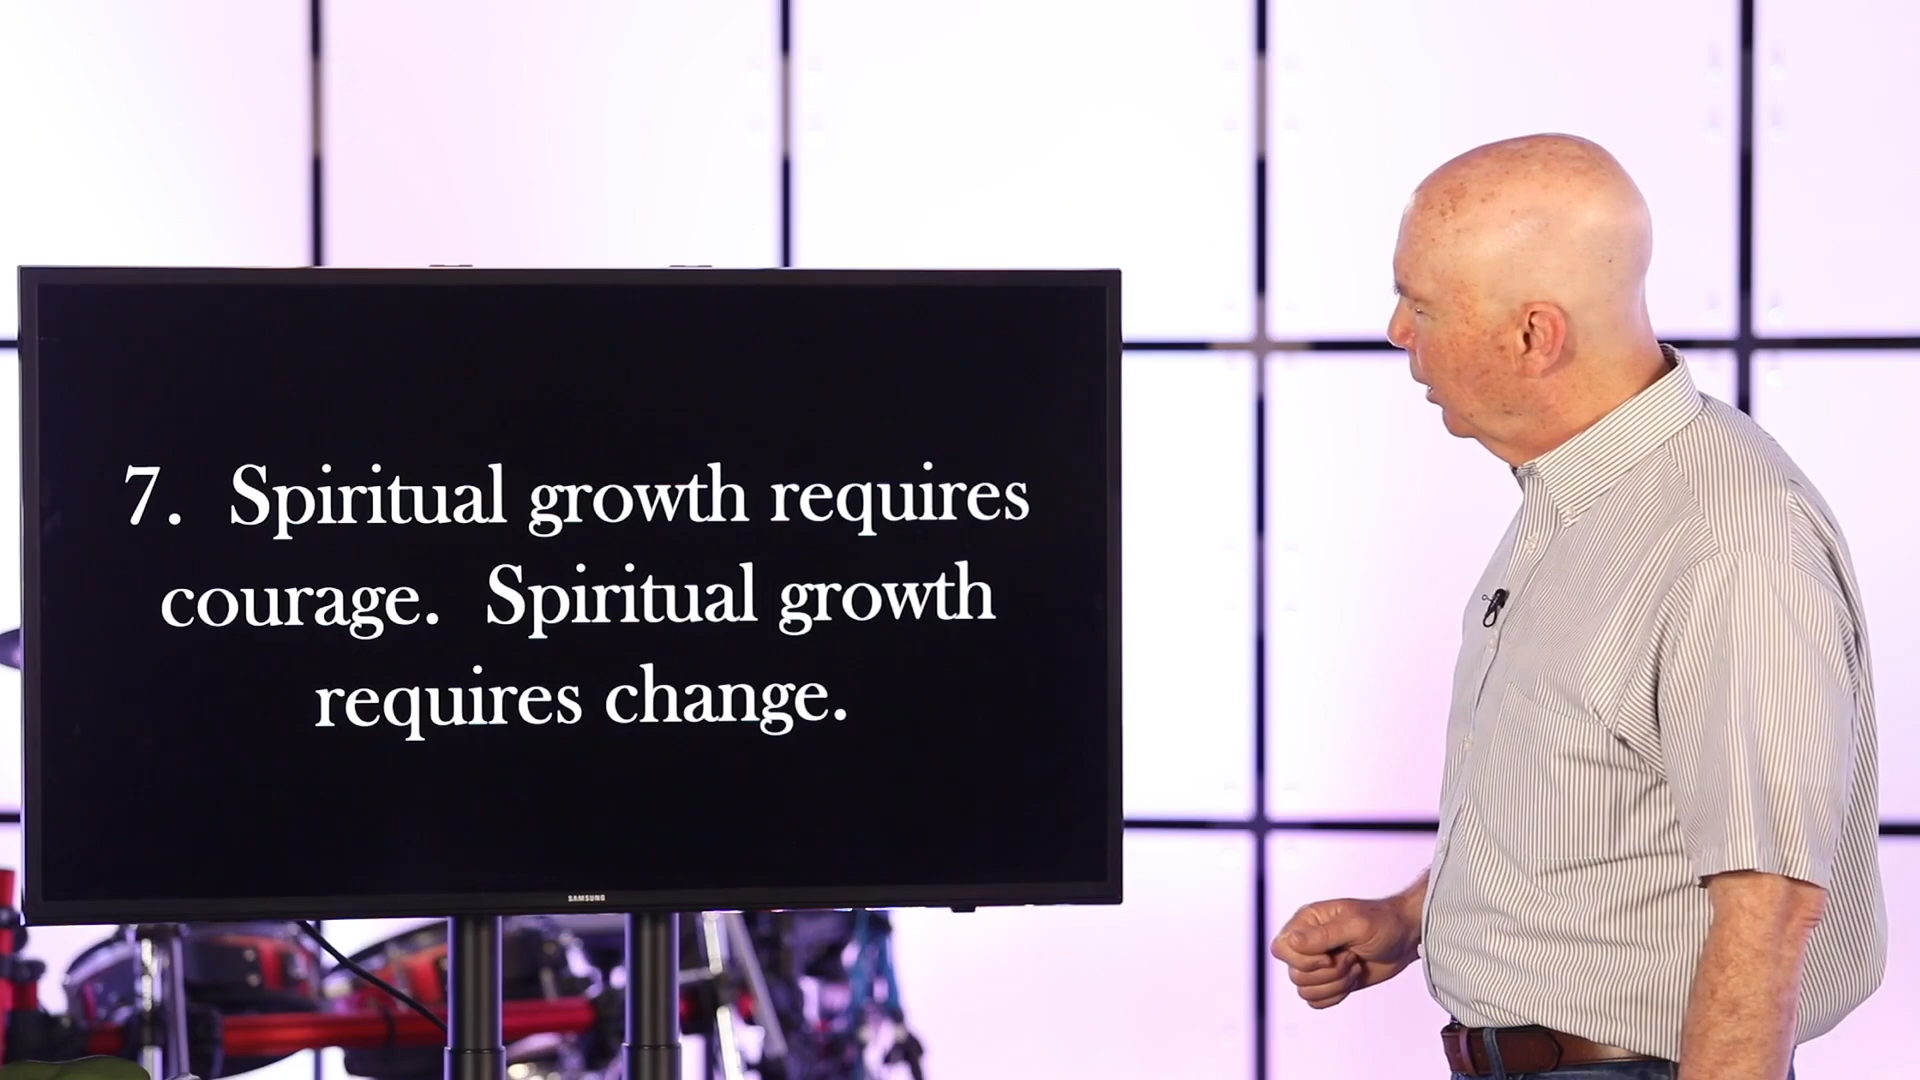 7. Spiritual growth requires
courage. Spiritual growth
requires change.
SAMSUNG